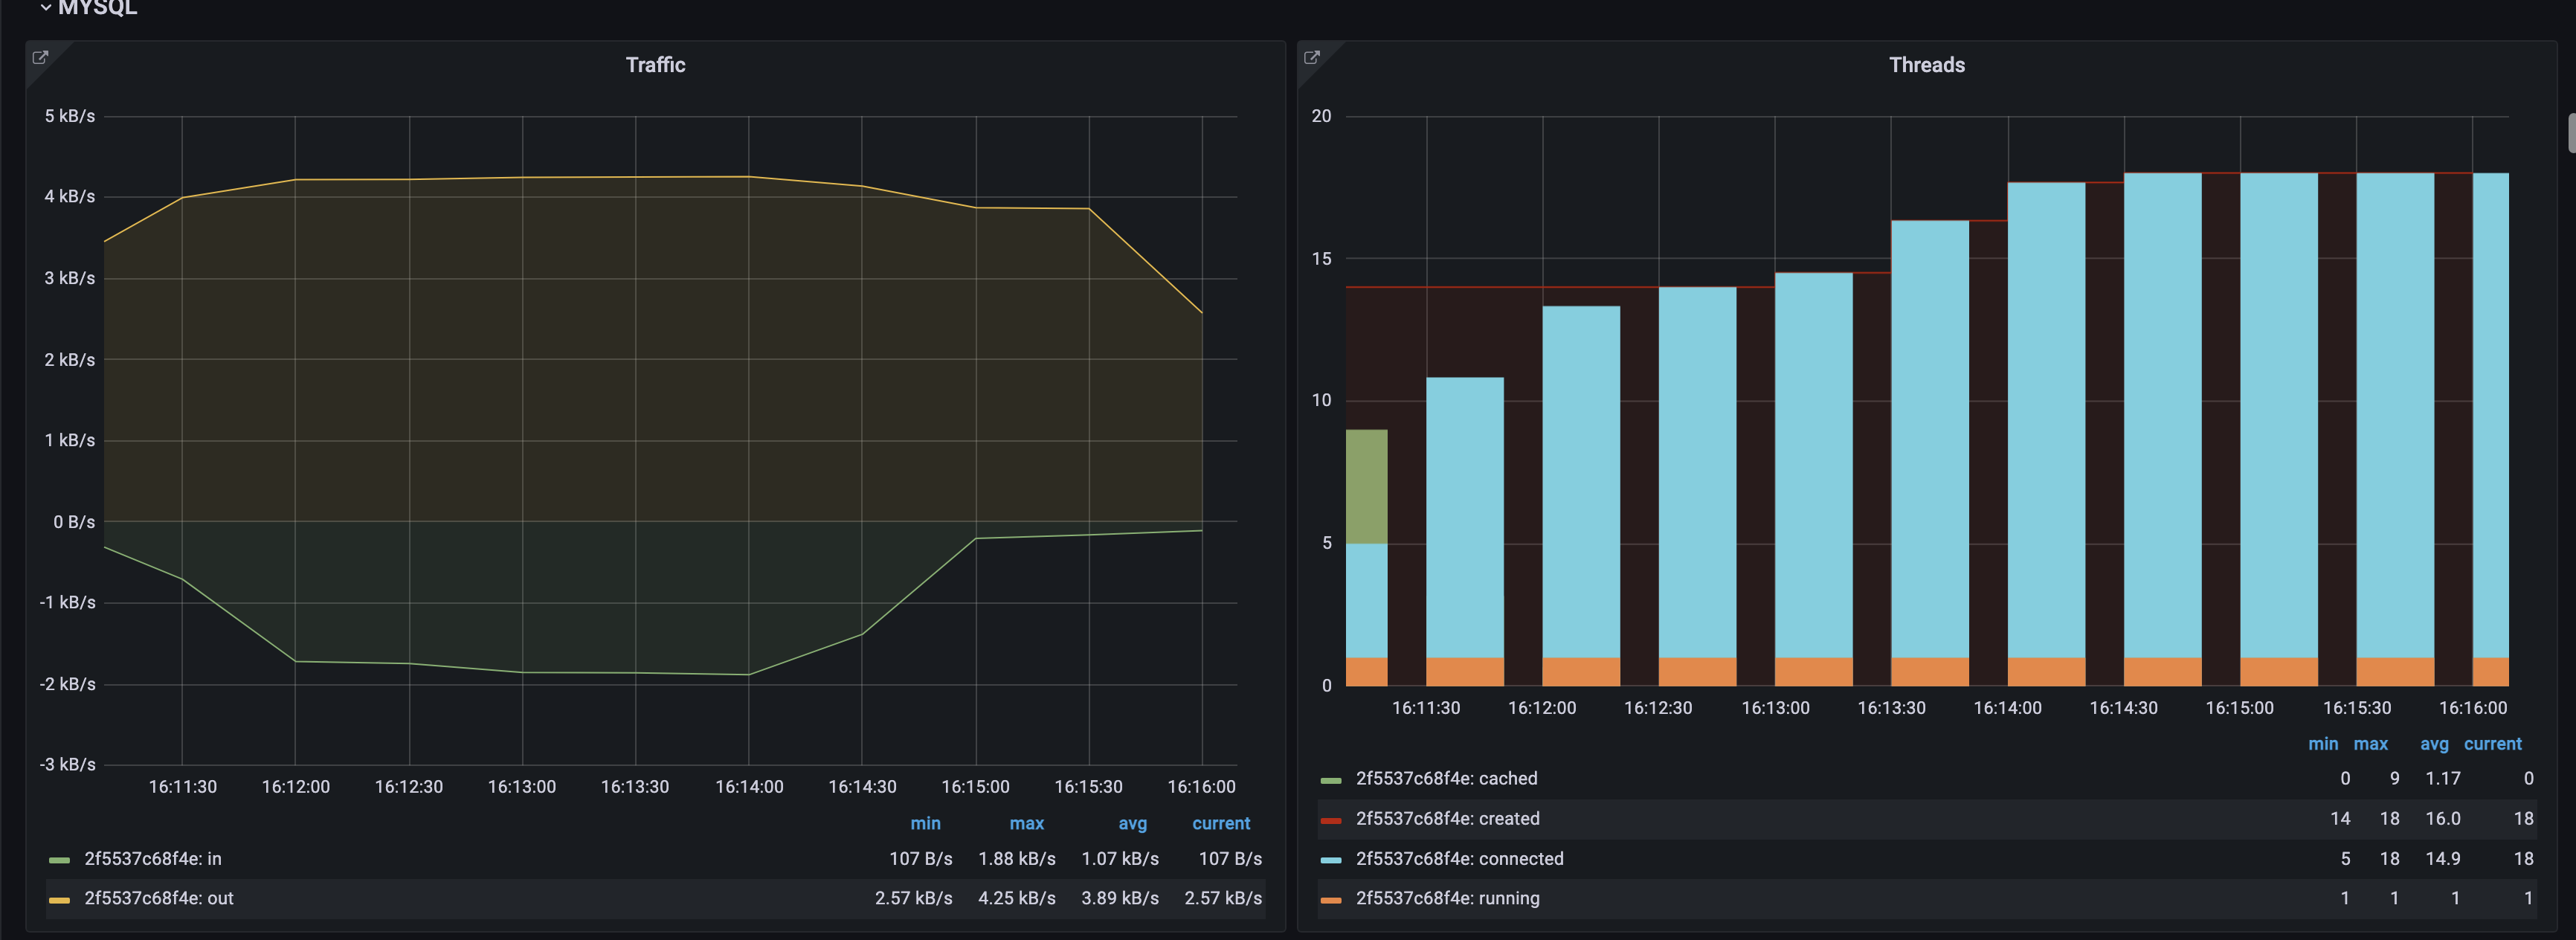 MYSQL
Traffic
5 kB/s
4 kB/s
3 kB/s
2 kB/s
1 kB/s
0 B/s
-1 kB/s
-2 kB/s
-3 kB/s
16:11:30 16:12:00 16:12:30 16:13:00 16:13:30 16:14:00 16:14:30 16:15:00 16:15:30 16:16:00
min max avg current
2f5537c68f4e: in 107 B/s 1.88 kB/s 1.07 kB/s 107 B/s
2f5537c68f4e: out 2.57 kB/s 4.25 kB/s 3.89 kB/s 2.57 kB/s
Threads
20
15
10
5
0
16:11:30 16:12:00 16:12:30 16:13:00 16:13:30 16:14:00 16:14:30 16:15:00 16:15:30 16:16:00
min max avg current
2f5537c68f4e: cached 0 9 1.17 0
2f5537c68f4e: created 14 18 16.0 18
2f5537c68f4e: connected 5 18 14.9 18
2f5537c68f4e: running 1 1 1 1